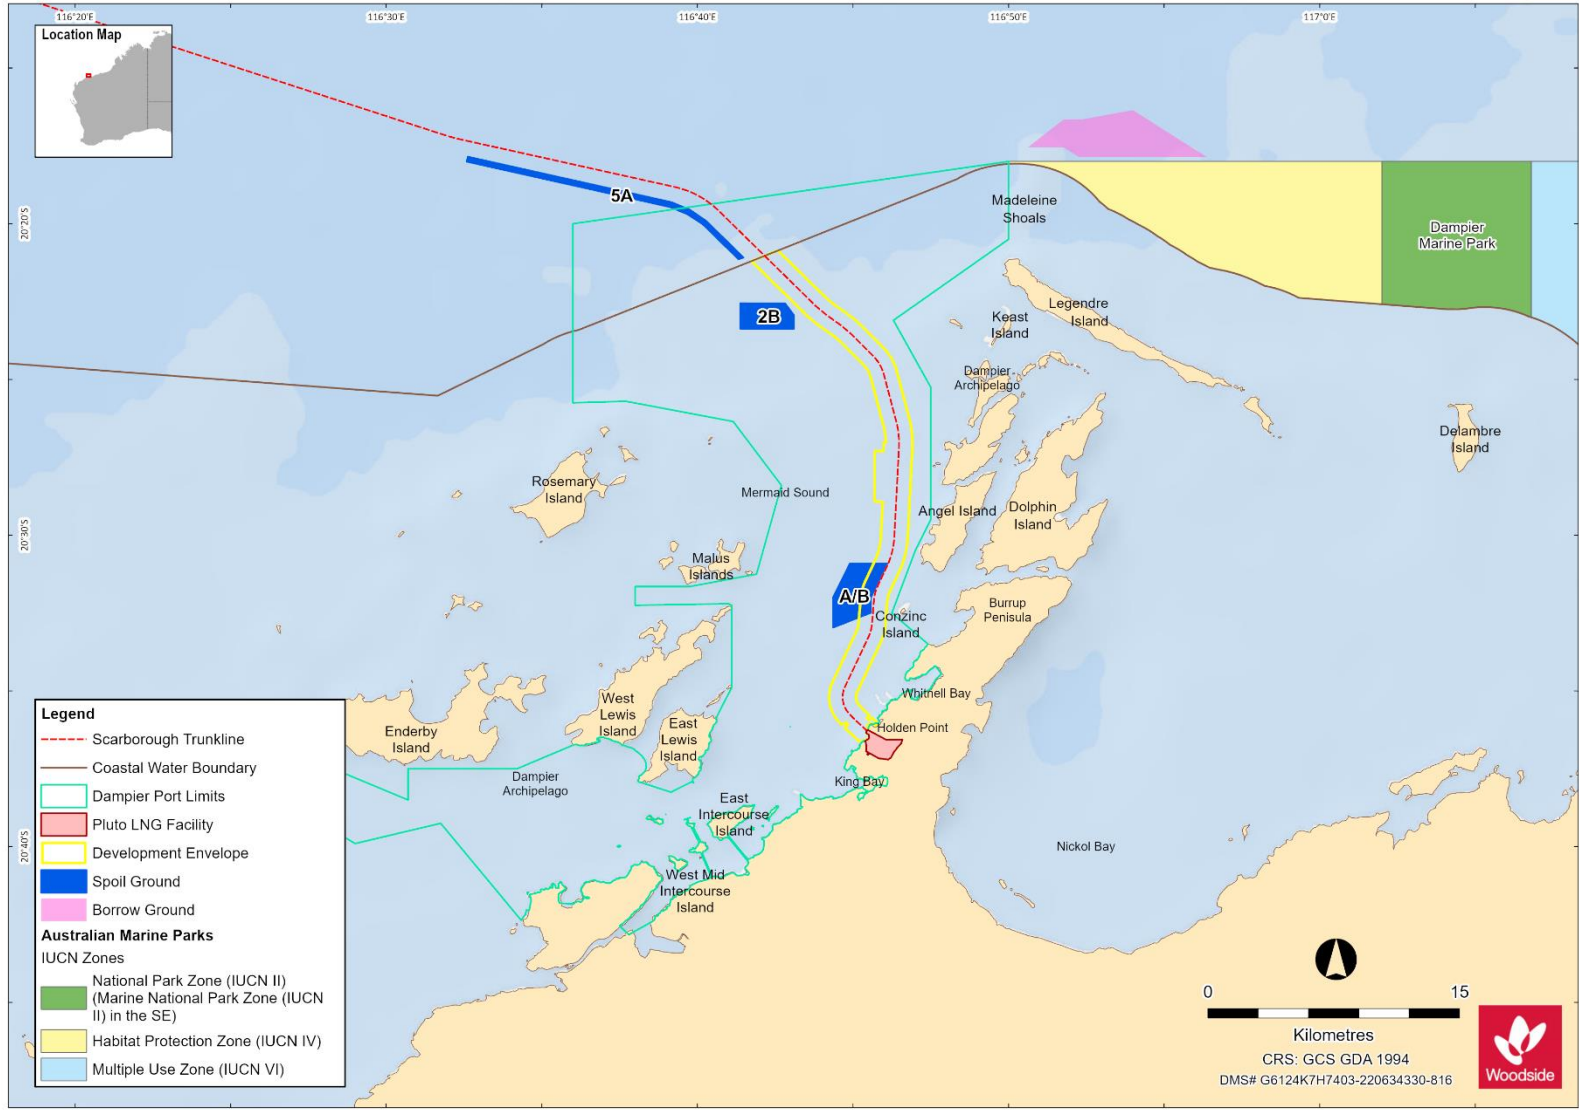 116°20'E
116°30'E
116°40'E
116°50'E
117°0'E
Location Map
5A
20°20'S
Madeleine
Shoals
Dampier
Marine Park
2B
Legendre
Island
Keast
Island
Dampier
Archipelago
Delambre
Island
Rosemary
Island
Mermaid Sound
Angel Island
Dolphin
Island
20°30'S
Malus
Islands
A/B
Conzinc
Island
Burrup
Penisula
Whitnell Bay
West
Lewis
Island
East
Lewis
Island
Enderby
Island
Holden Point
King Bay
Dampier
Archipelago
East
Intercourse
Island
20°40'S
Nickol Bay
West Mid
Intercourse
Island
Legend
Scarborough Trunkline
Coastal Water Boundary
Dampier Port Limits
Pluto LNG Facility
Development Envelope
Spoil Ground
Borrow Ground
Australian Marine Parks
IUCN Zones
National Park Zone (IUCN II)
(Marine National Park Zone (IUCN
II) in the SE)
Habitat Protection Zone (IUCN IV)
Multiple Use Zone (IUCN VI)
0 15
Kilometres
CRS: GCS GDA 1994
DMS# G6124K7H7403-220634330-816
Woodside